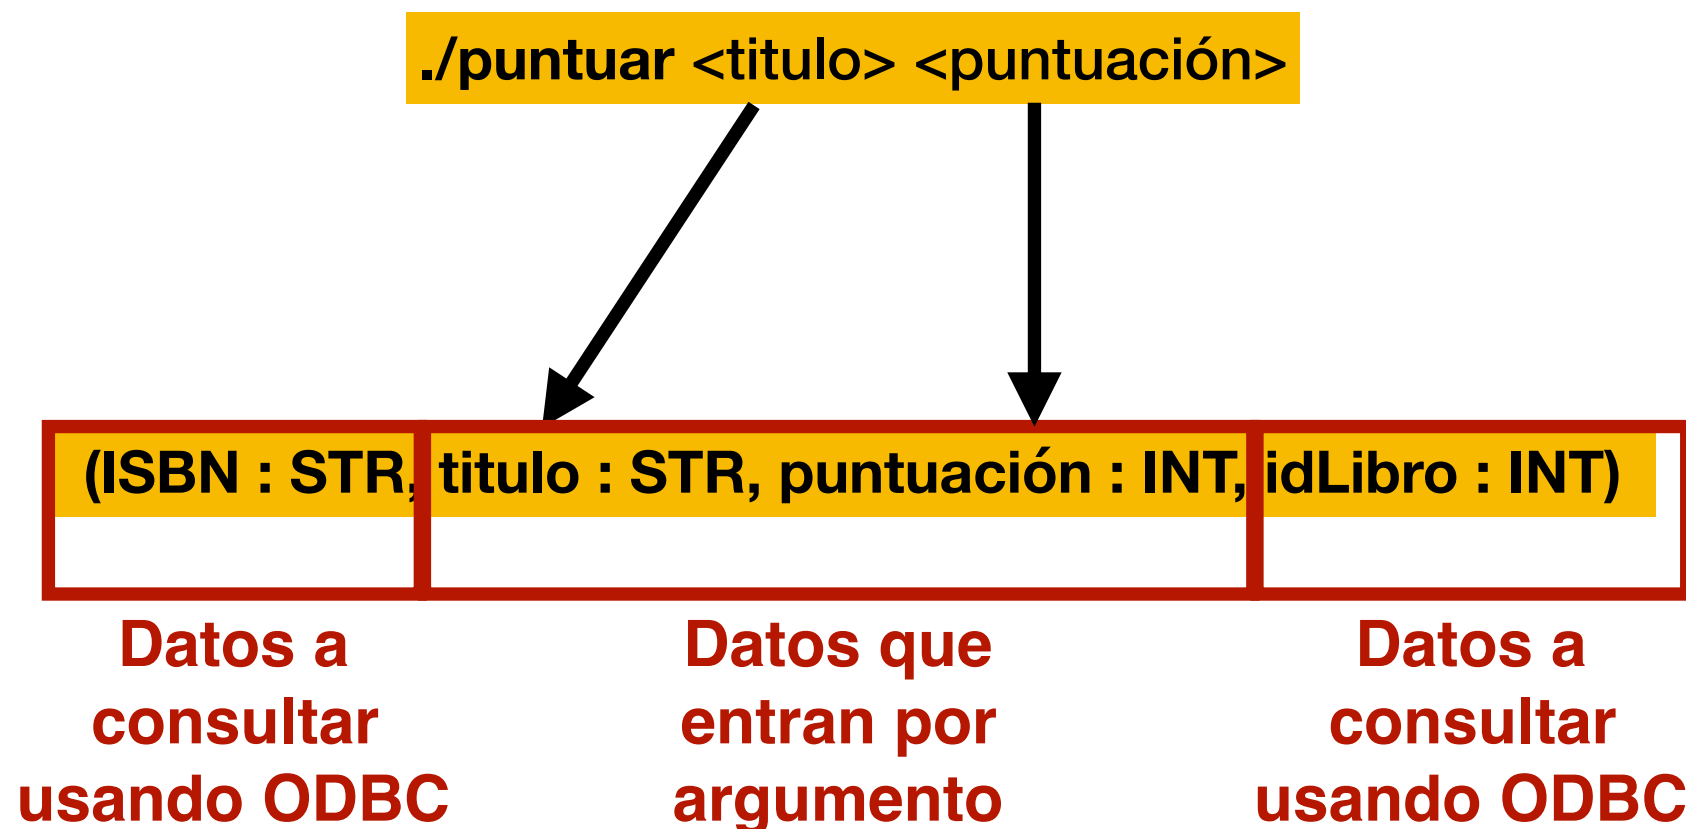 ./puntuar <titulo> <puntuación>
(ISBN : STR, titulo : STR, puntuación : INT, idLibro : INT)
Datos a
consultar
usando ODBC
Datos que
entran por
argumento
Datos a
consultar
usando ODBC